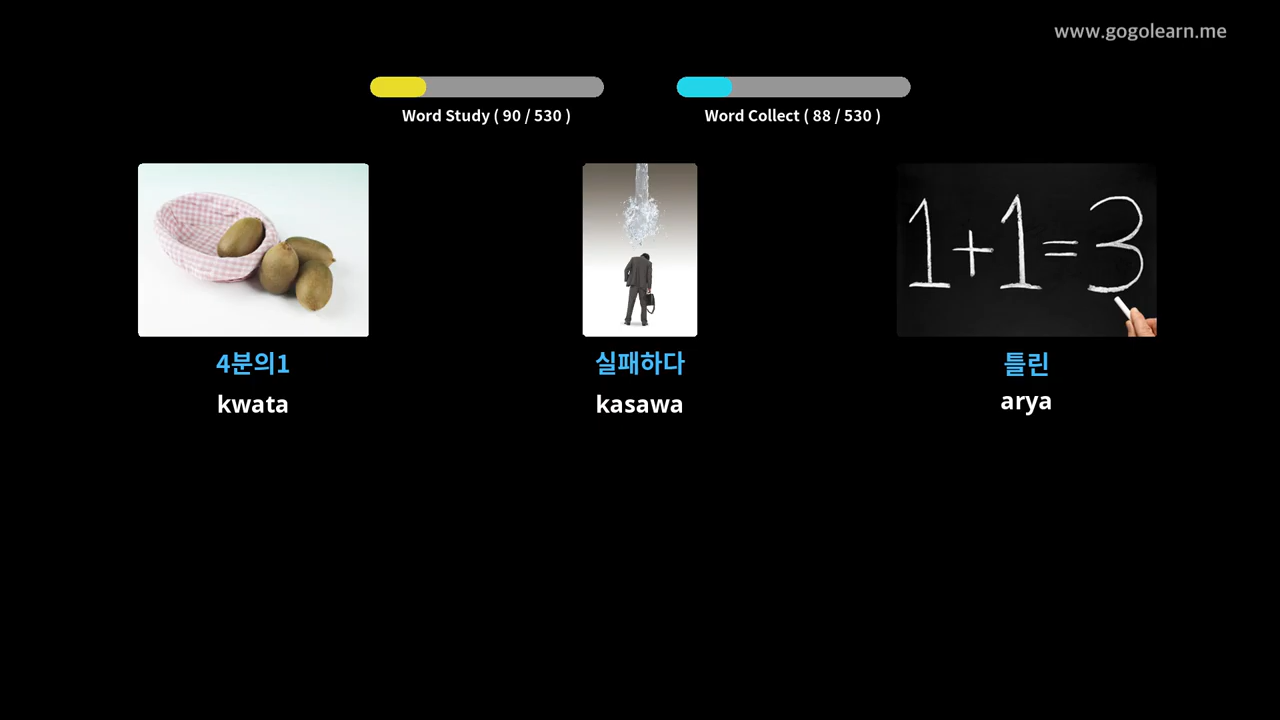 www.gogolearn.me
Word Study ( 90 / 530 )
Word Collect ( 88 / 530 )
1+1=3
4분의1
kwata
실패하다
kasawa
틀린
arya